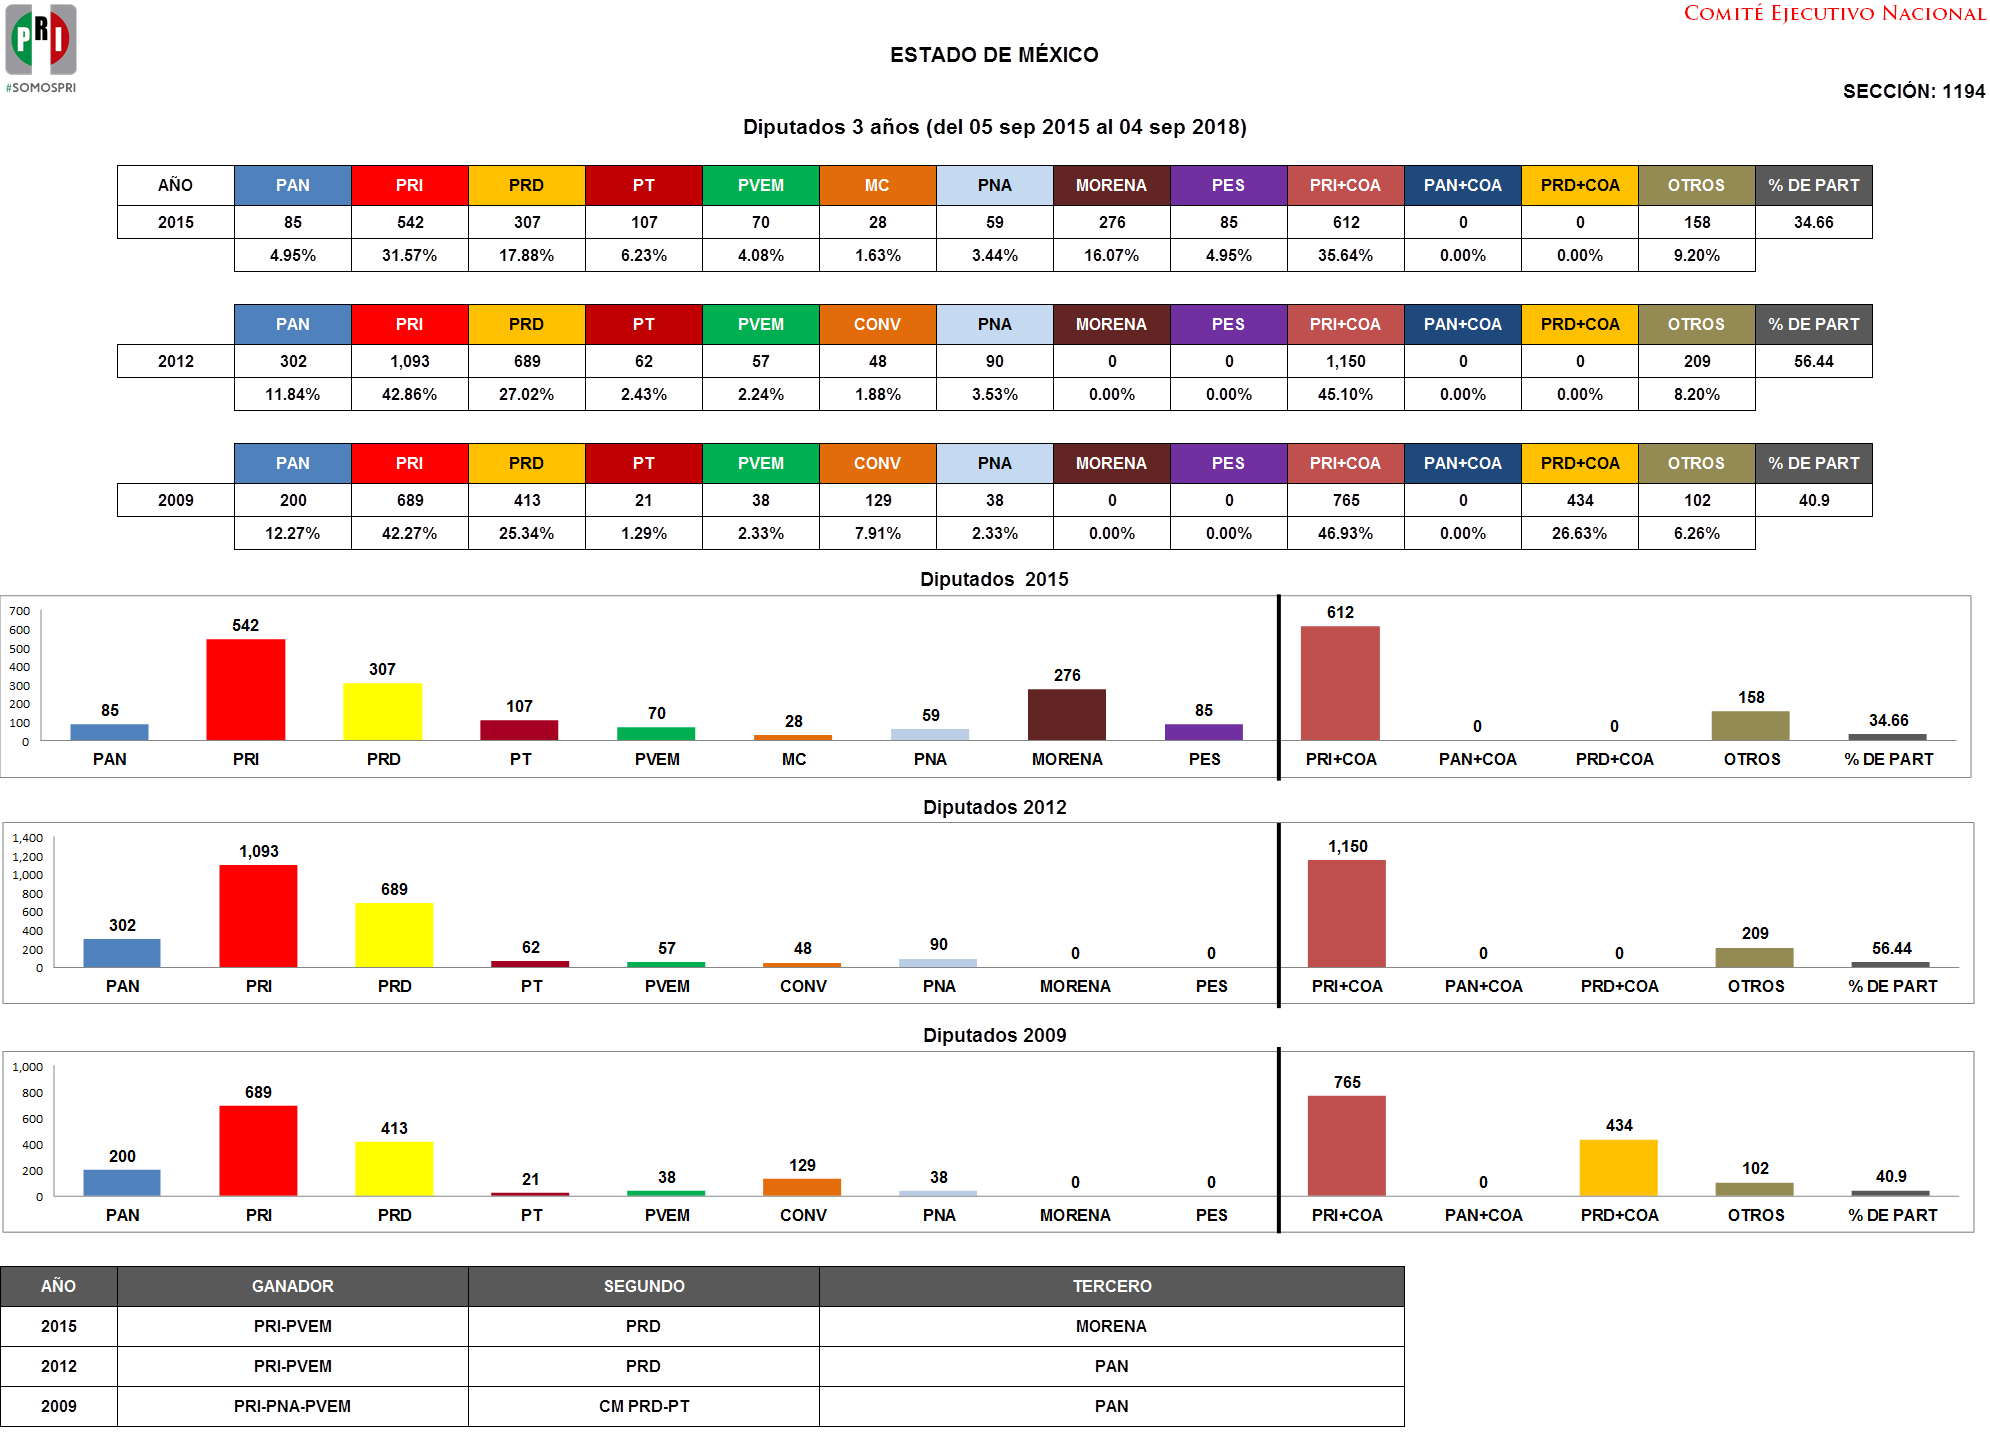 PRI
#SOMOSPRI
COMITÉ EJECUTIVO NACIONAL
ESTADO DE MÉXICO
SECCIÓN: 1194
Diputados 3 años (del 05 sep 2015 al 04 sep 2018)
AÑO PAN PRI PRD PT PVEM MC PNA MORENA PES PRI+COA PAN+COA PRD+COA OTROS % DE PART
2015 85 542 307 107 70 28 59 276 85 612 0 0 158 34.66
4.95% 31.57% 17.88% 6.23% 4.08% 1.63% 3.44% 16.07% 4.95% 35.64% 0.00% 0.00% 9.20%
PAN PRI PRD PT PVEM CONV PNA MORENA PES PRI+COA PAN+COA PRD+COA OTROS % DE PART
2012 302 1,093 689 62 57 48 90 0 0 1,150 0 0 209 56.44
11.84% 42.86% 27.02% 2.43% 2.24% 1.88% 3.53% 0.00% 0.00% 45.10% 0.00% 0.00% 8.20%
PAN PRI PRD PT PVEM CONV PNA MORENA PES PRI+COA PAN+COA PRD+COA OTROS % DE PART
2009 200 689 413 21 38 129 38 0 0 765 0 434 102 40.9
12.27% 42.27% 25.34% 1.29% 2.33% 7.91% 2.33% 0.00% 0.00% 46.93% 0.00% 26.63% 6.26%
Diputados 2015
700
600
500
400
300
200
100
0
85 542 307 107 70 28 59 276 85 612 0 0 158 34.66
PAN PRI PRD PT PVEM MC PNA MORENA PES PRI+COA PAN+COA PRD+COA OTROS % DE PART
Diputados 2012
1,400
1,200
1,000
800
600
400
200
0
302 1,093 689 62 57 48 90 0 0 1,150 0 0 209 56.44
PAN PRI PRD PT PVEM CONV PNA MORENA PES PRI+COA PAN+COA PRD+COA OTROS % DE PART
Diputados 2009
1,000
800
600
400
200
0
200 689 413 21 38 129 38 0 0 765 0 434 102 40.9
PAN PRI PRD PT PVEM CONV PNA MORENA PES PRI+COA PAN+COA PRD+COA OTROS % DE PART
AÑO GANADOR SEGUNDO TERCERO
2015 PRI-PVEM PRD MORENA
2012 PRI-PVEM PRD PAN
2009 PRI-PNA-PVEM CM PRD-PT PAN